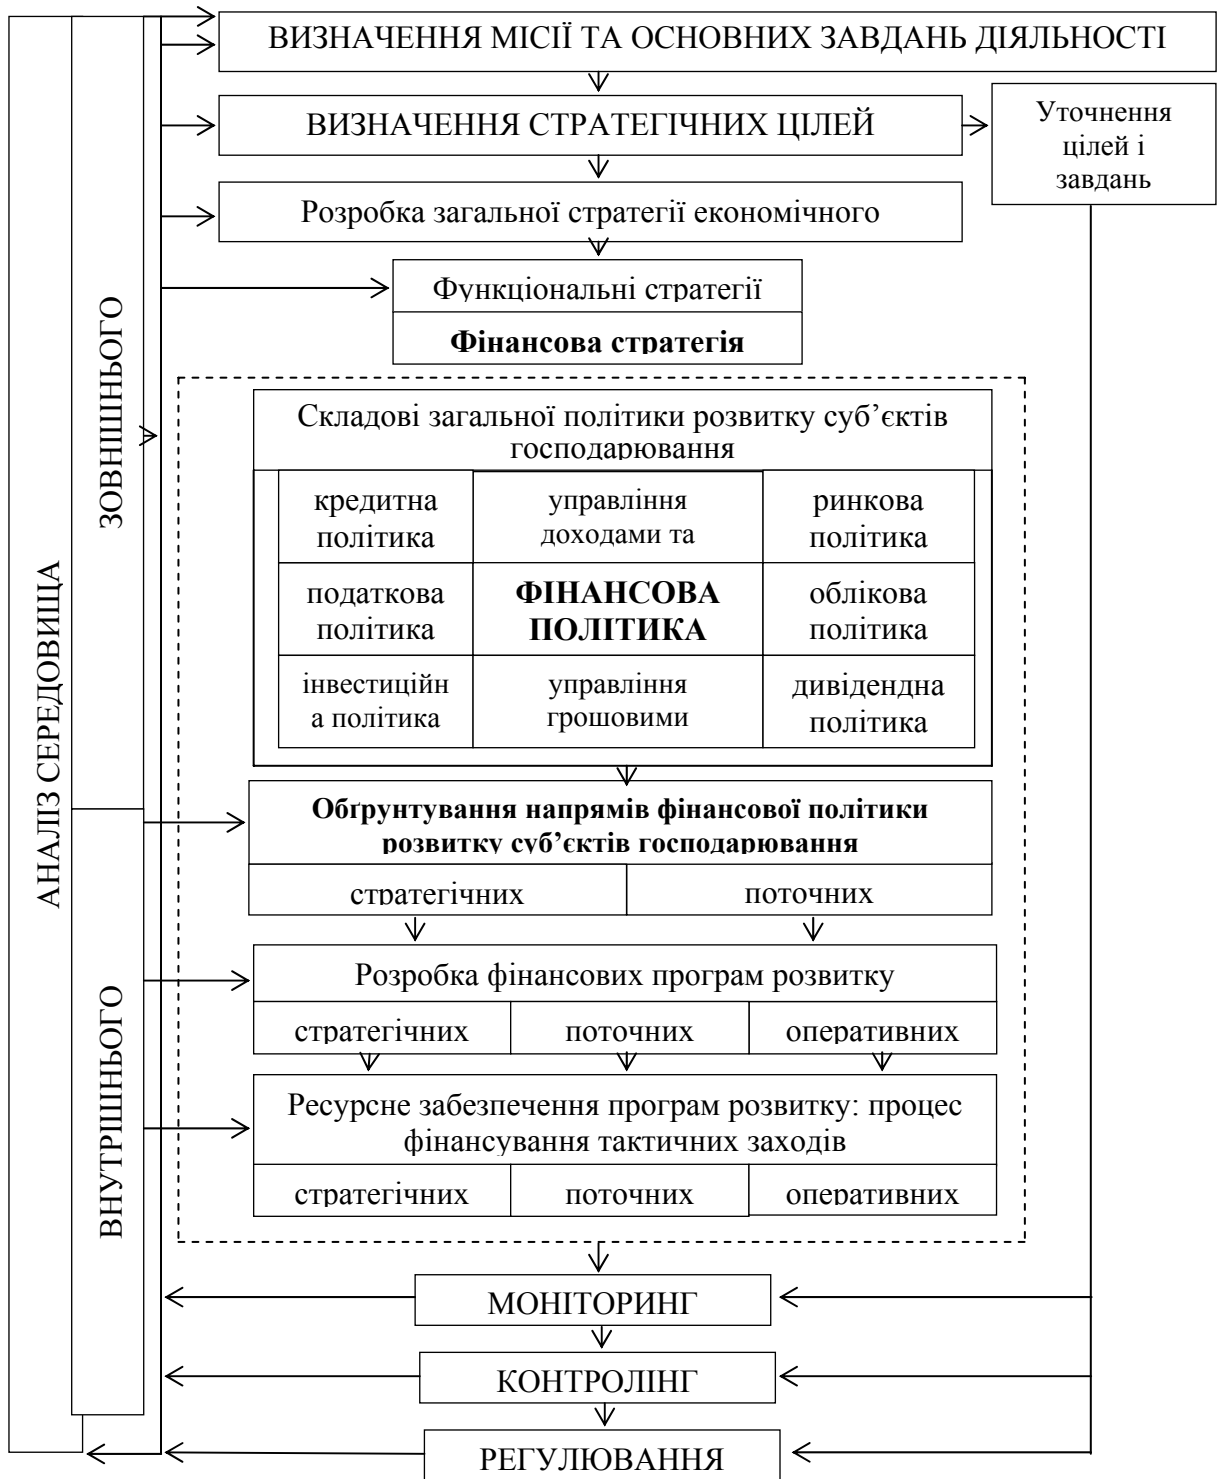 ВИЗНАЧЕННЯ МІСІЇ ТА ОСНОВНИХ ЗАВДАНЬ ДІЯЛЬНОСТІ
ВИЗНАЧЕННЯ СТРАТЕГІЧНИХ ЦІЛЕЙ
Уточнення
цілей і
завдань
Розробка загальної стратегії економічного
Функціональні стратегії
Фінансова стратегія
АНАЛІЗ СЕРЕДОВИЩА
ЗОВНІШНЬОГО
ВНУТРІШНЬОГО
Складові загальної політики розвитку суб’єктів
господарювання
кредитна
політика
управління
доходами та
ринкова
політика
податкова
політика
ФІНАНСОВА
ПОЛІТИКА
облікова
політика
інвестиційн
а політика
управління
грошовими
дивідендна
політика
Обґрунтування напрямів фінансової політики
розвитку суб’єктів господарювання
стратегічних
поточних
Розробка фінансових програм розвитку
стратегічних
поточних
оперативних
Ресурсне забезпечення програм розвитку: процес
фінансування тактичних заходів
стратегічних
поточних
оперативних
МОНІТОРИНГ
КОНТРОЛІНГ
РЕГУЛЮВАННЯ